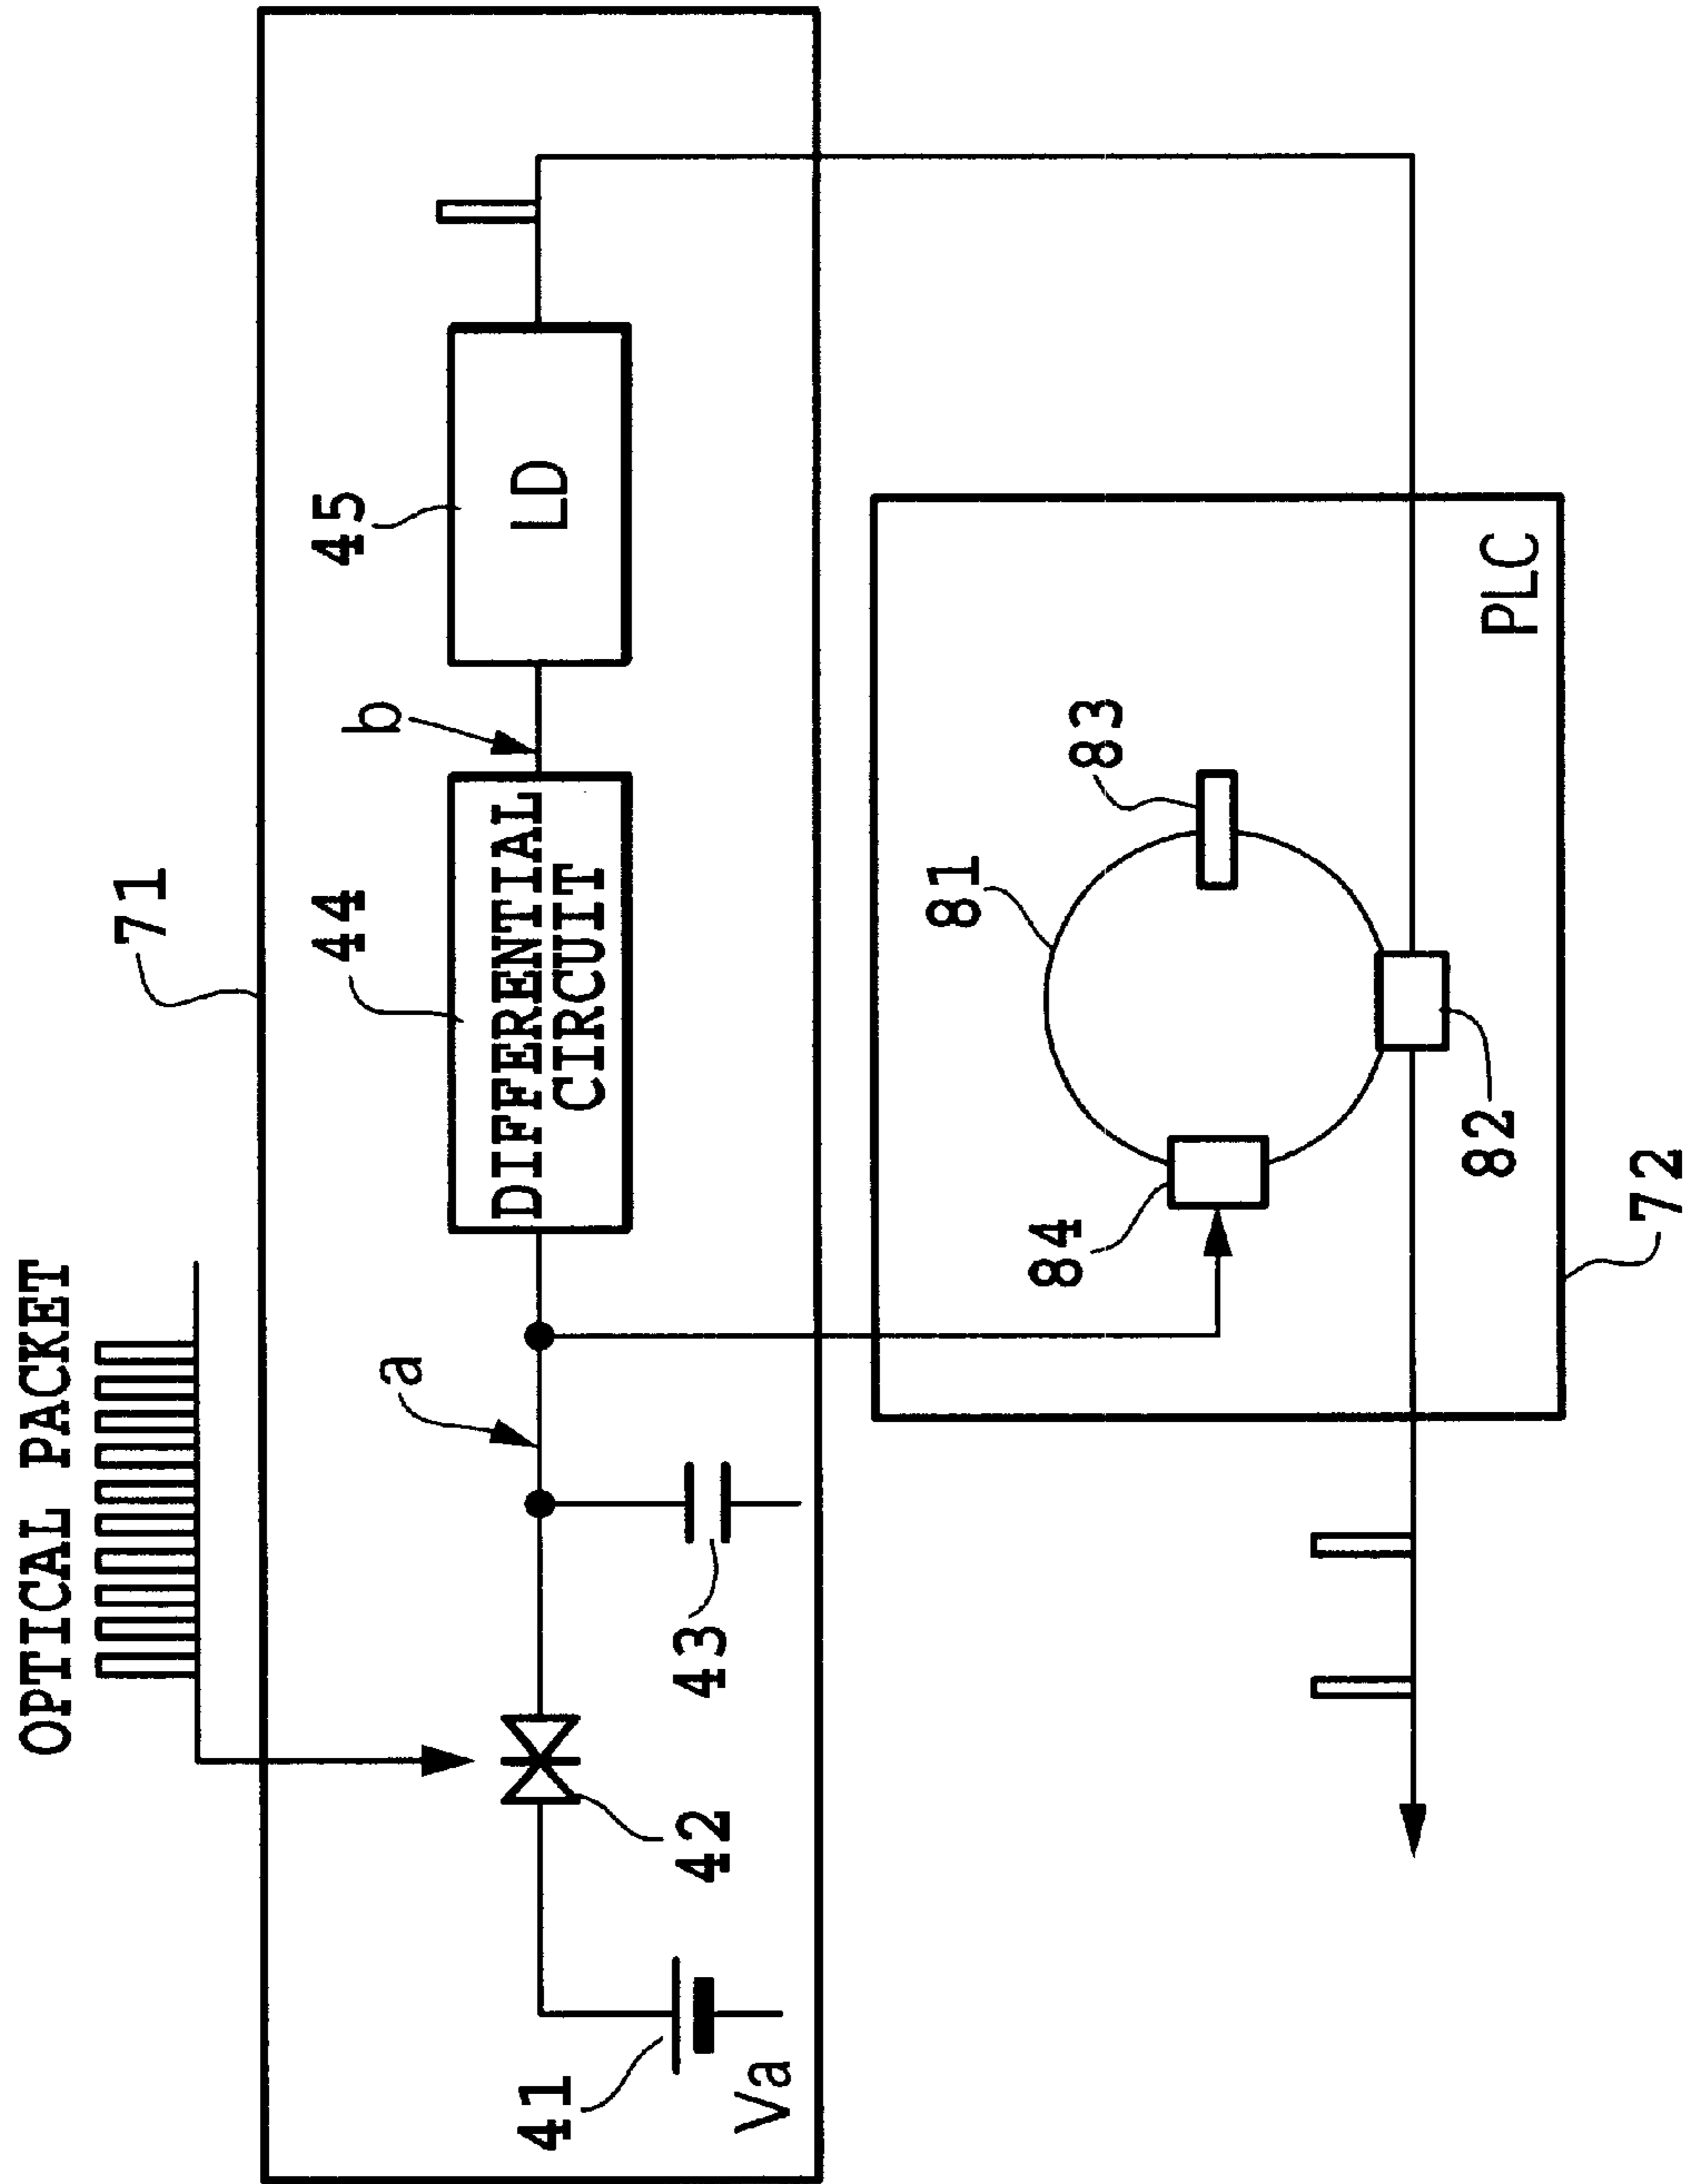 OPTICAL PACKET
71
41
Va
42
43
a
44
DIFFERENTIAL
CIRCUIT
b
45
LD
84
81
83
82
PLC
72